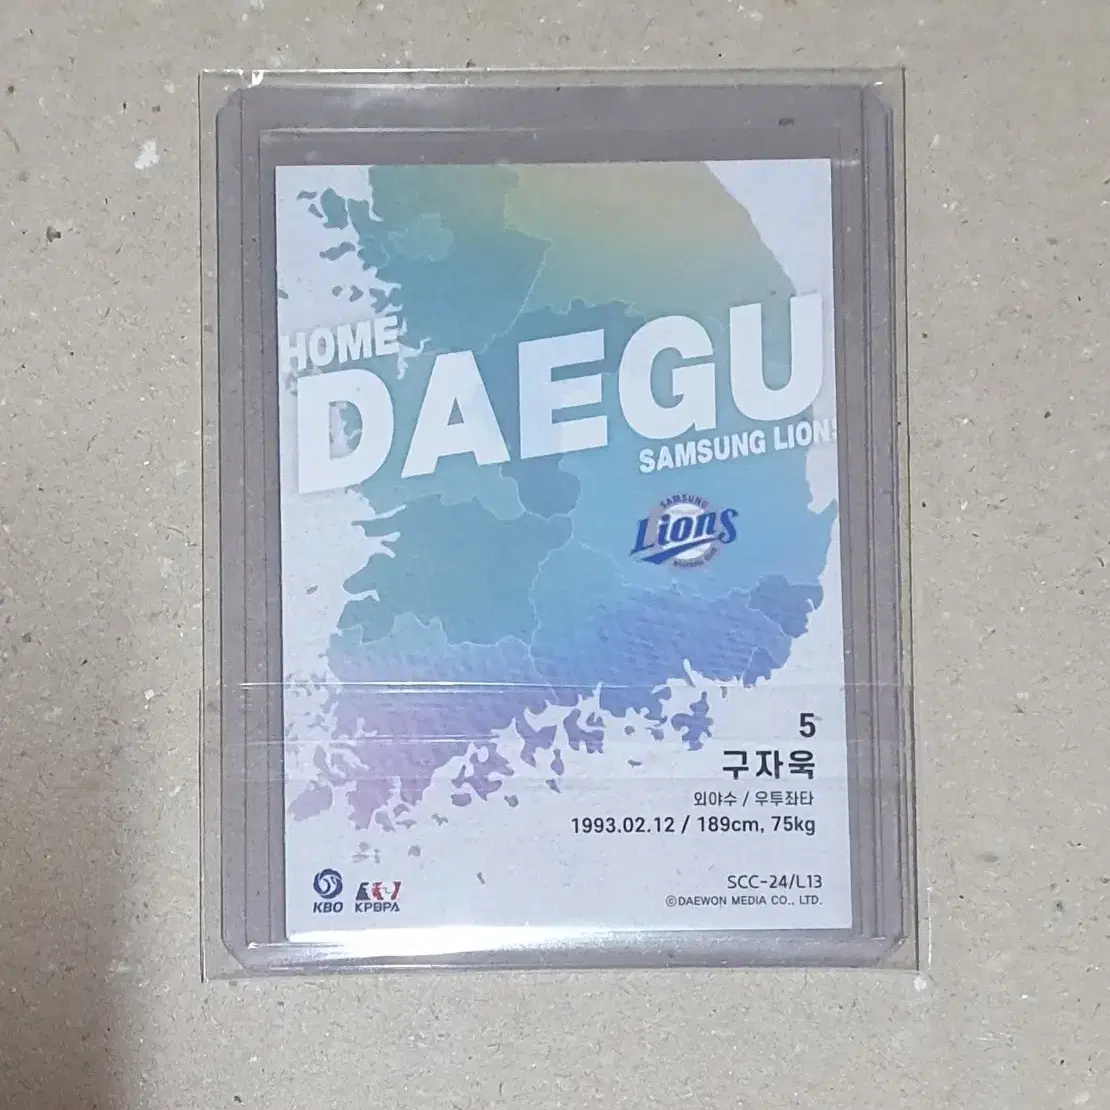 HOME
DAEGU
SAMSUNG LIONS
SAMSUNG
Lions
5
구자욱
외야수 / 우투좌타
1993.02.12 / 189cm, 75kg
KBO
KPBPA
SCC-24/L13
©DAEWON MEDIA CO., LTD.